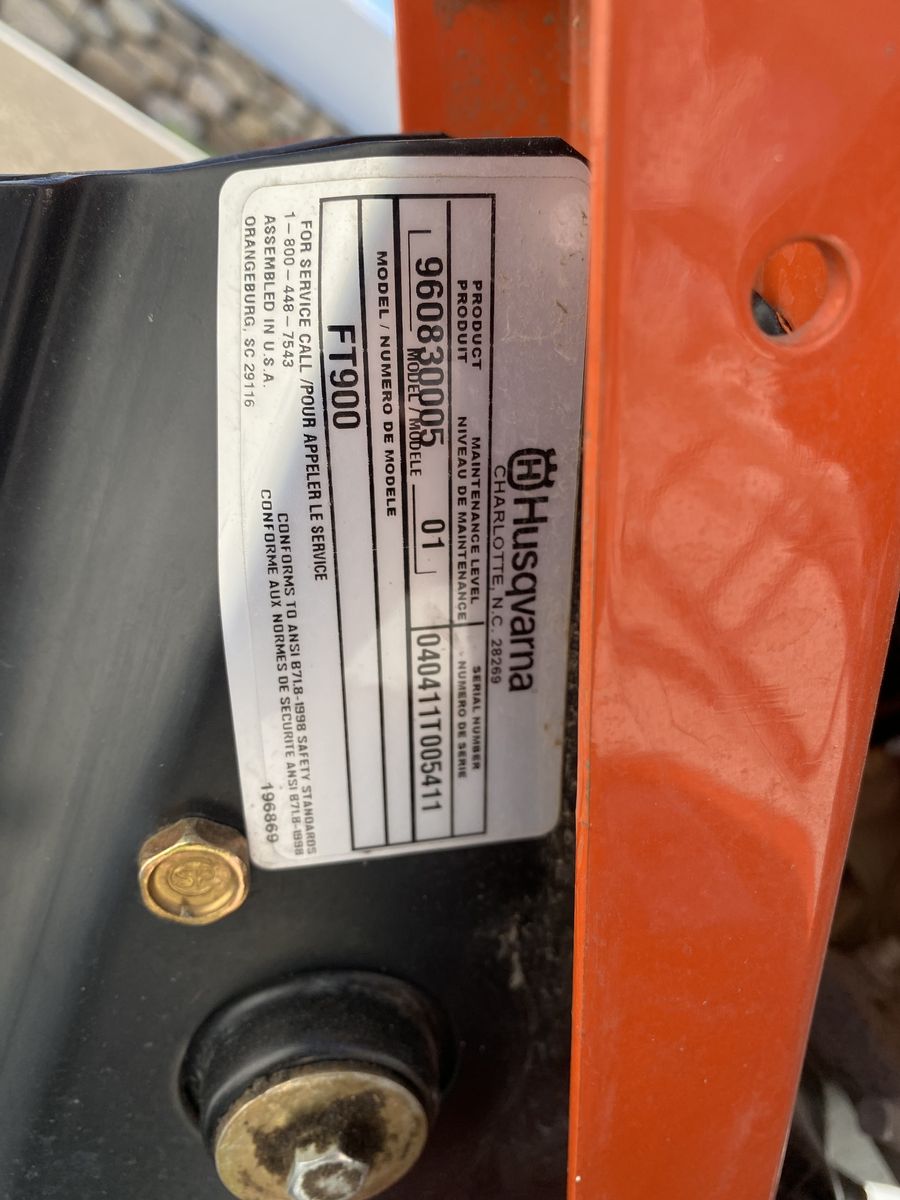 Husqvarna
CHARLOTTE, N.C. 28269
PRODUCT MAINTENANCE LEVEL SERIAL NUMBER
PRODUIT NIVEAU DE MAINTENANCE NUMERO DE SERIE
960830005 01 040411T005411
MODEL / MODELE
MODEL / NUMERO DE MODELE
FT900
FOR SERVICE CALL / POUR APPELER LE SERVICE
1-800-448-7543
ASSEMBLED IN U.S.A.
ORANGEBURG, SC 29116
CONFORMS TO ANSI B71.8-1998 SAFETY STANDARDS
CONFORME AUX NORMES DE SECURITE ANSI B71.8-1998
196869